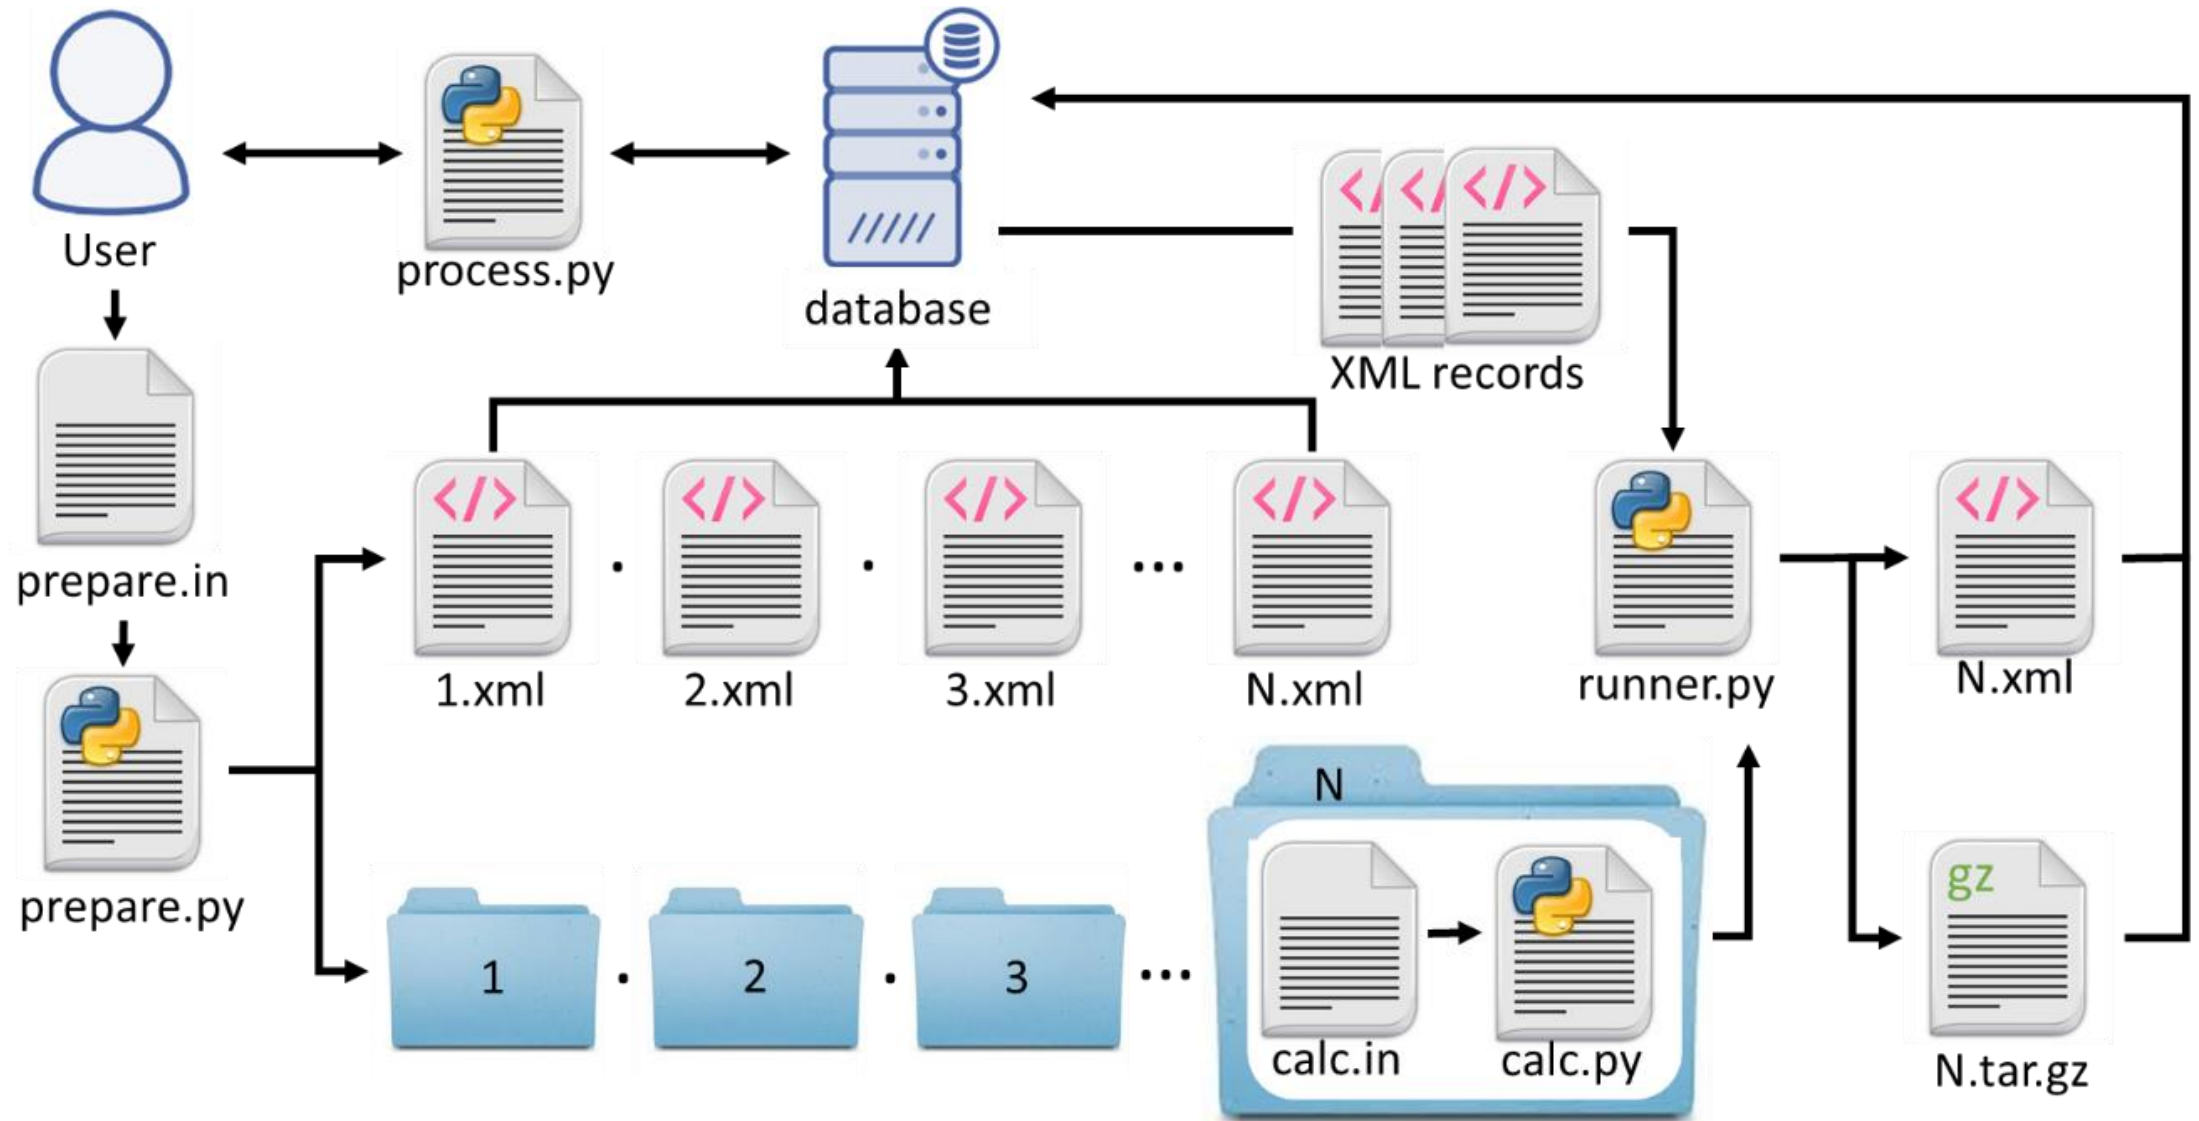 User
process.py
database
XML records
prepare.in
</>
</>
</>
</>
</>
</
</
</>
1.xml
.
2.xml
.
3.xml
...
N.xml
runner.py
N.xml
prepare.py
1
.
2
.
3
...
N
calc.in
calc.py
gz
N.tar.gz